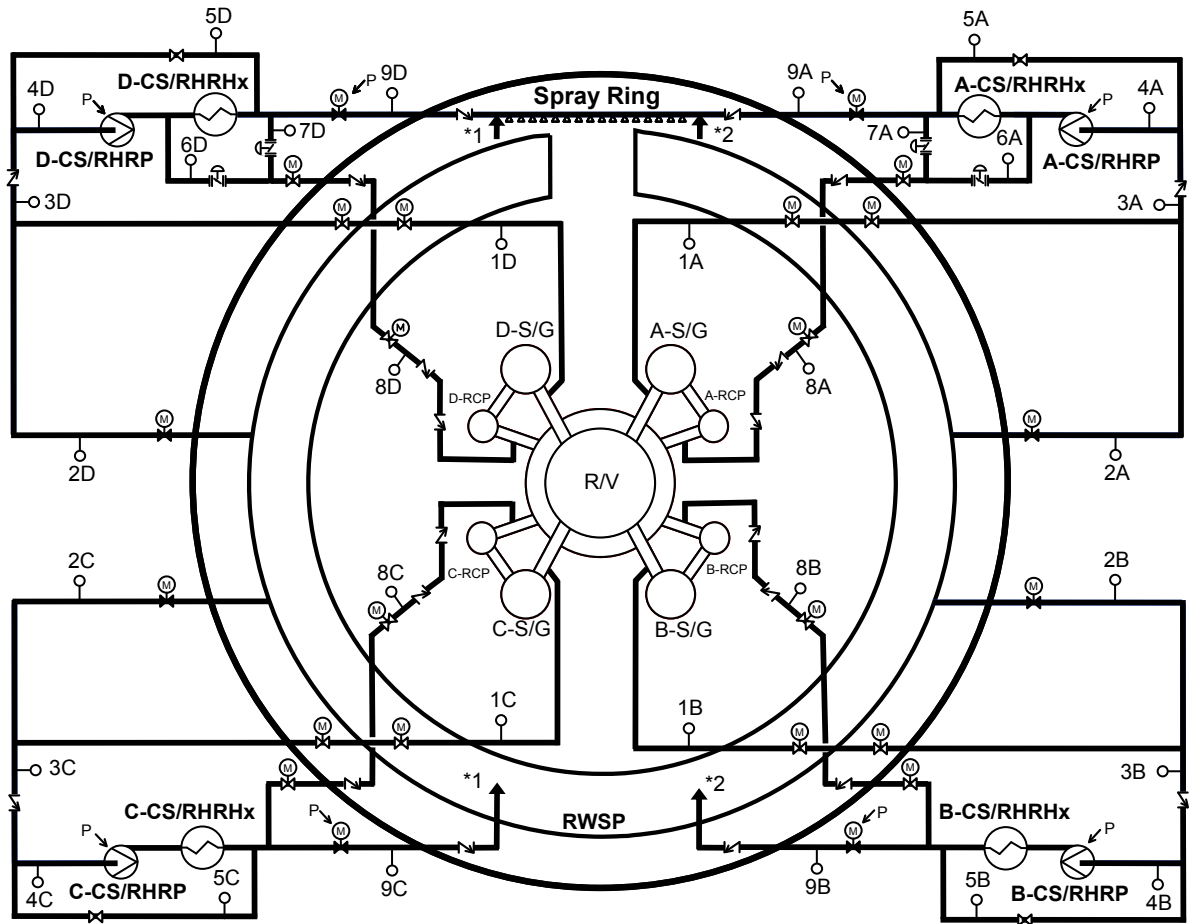 5D
5A
D-CS/RHRHx
A-CS/RHRHx
4D
P
M
P
9D
Spray Ring
9A
P
M
P
4A
*1
*2
7D
7A
6D
6A
D-CS/RHRP
A-CS/RHRP
M
M
3D
3A
M
M
M
M
1D
1A
D-S/G
A-S/G
M
M
8D
8A
D-RCP
A-RCP
M
M
2D
2A
R/V
2C
2B
M
M
8C
8B
C-RCP
B-RCP
M
M
C-S/G
B-S/G
1C
1B
M
M
M
M
3C
3B
M
M
*1
*2
C-CS/RHRHx
B-CS/RHRHx
P
P
M
RWSP
M
P
P
C-CS/RHRP
B-CS/RHRP
4C
5C
9C
9B
5B
4B